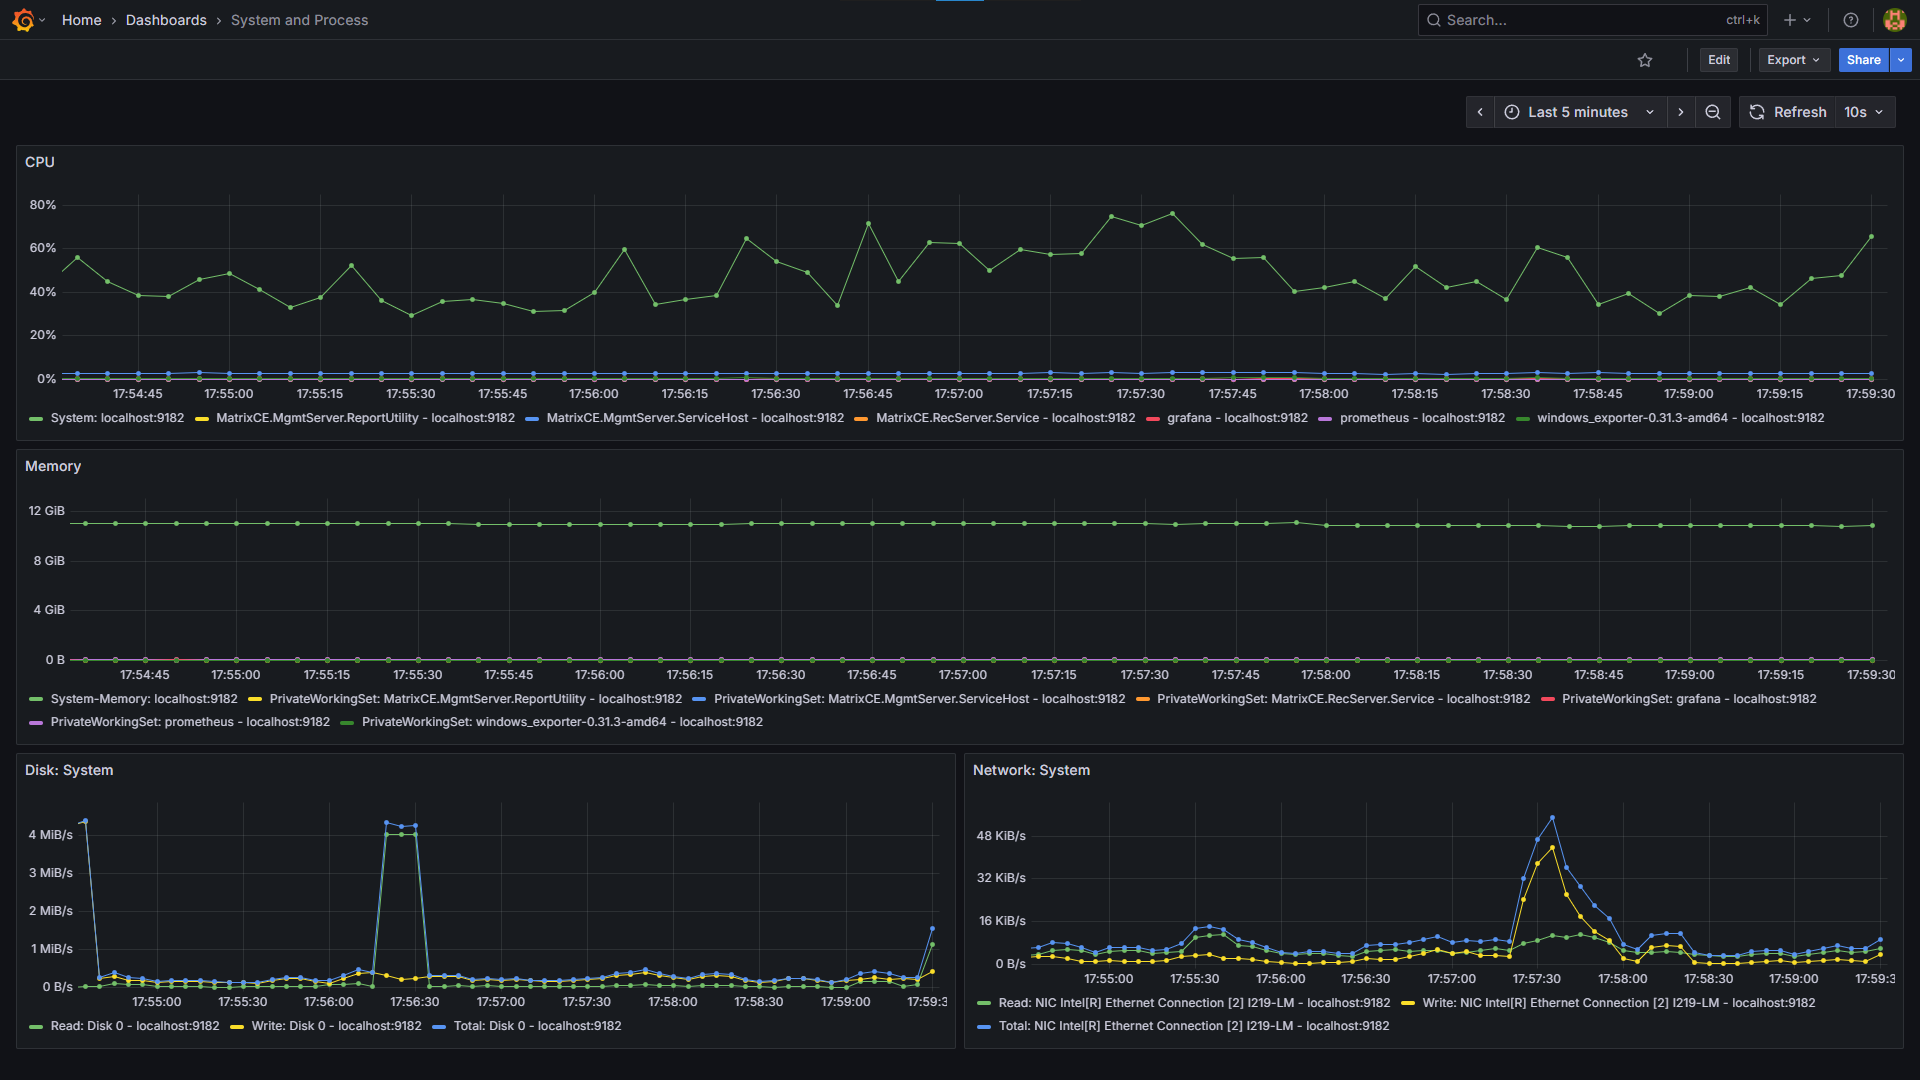 Home › Dashboards › System and Process
Search... ctrl+k
Edit Export Share
Last 5 minutes Refresh 10s
CPU
80%
60%
40%
20%
0%
17:54:45 17:55:00 17:55:15 17:55:30 17:55:45 17:56:00 17:56:15 17:56:30 17:56:45 17:57:00 17:57:15 17:57:30 17:57:45 17:58:00 17:58:15 17:58:30 17:58:45 17:59:00 17:59:15 17:59:30
System: localhost:9182 MatrixCE.MgmtServer.ReportUtility - localhost:9182 MatrixCE.MgmtServer.ServiceHost - localhost:9182 MatrixCE.RecServer.Service - localhost:9182 grafana - localhost:9182 prometheus - localhost:9182 windows_exporter-0.31.3-amd64 - localhost:9182
Memory
12 GiB
8 GiB
4 GiB
0 B
17:54:45 17:55:00 17:55:15 17:55:30 17:55:45 17:56:00 17:56:15 17:56:30 17:56:45 17:57:00 17:57:15 17:57:30 17:57:45 17:58:00 17:58:15 17:58:30 17:58:45 17:59:00 17:59:15 17:59:30
System-Memory: localhost:9182 PrivateWorkingSet: MatrixCE.MgmtServer.ReportUtility - localhost:9182 PrivateWorkingSet: MatrixCE.MgmtServer.ServiceHost - localhost:9182 PrivateWorkingSet: MatrixCE.RecServer.Service - localhost:9182 PrivateWorkingSet: grafana - localhost:9182
PrivateWorkingSet: prometheus - localhost:9182 PrivateWorkingSet: windows_exporter-0.31.3-amd64 - localhost:9182
Disk: System
4 MiB/s
3 MiB/s
2 MiB/s
1 MiB/s
0 B/s
17:55:00 17:55:30 17:56:00 17:56:30 17:57:00 17:57:30 17:58:00 17:58:30 17:59:00 17:59:3
Read: Disk 0 - localhost:9182 Write: Disk 0 - localhost:9182 Total: Disk 0 - localhost:9182
Network: System
48 KiB/s
32 KiB/s
16 KiB/s
0 B/s
17:55:00 17:55:30 17:56:00 17:56:30 17:57:00 17:57:30 17:58:00 17:58:30 17:59:00 17:59:3
Read: NIC Intel[R] Ethernet Connection [2] I219-LM - localhost:9182 Write: NIC Intel[R] Ethernet Connection [2] I219-LM - localhost:9182
Total: NIC Intel[R] Ethernet Connection [2] I219-LM - localhost:9182